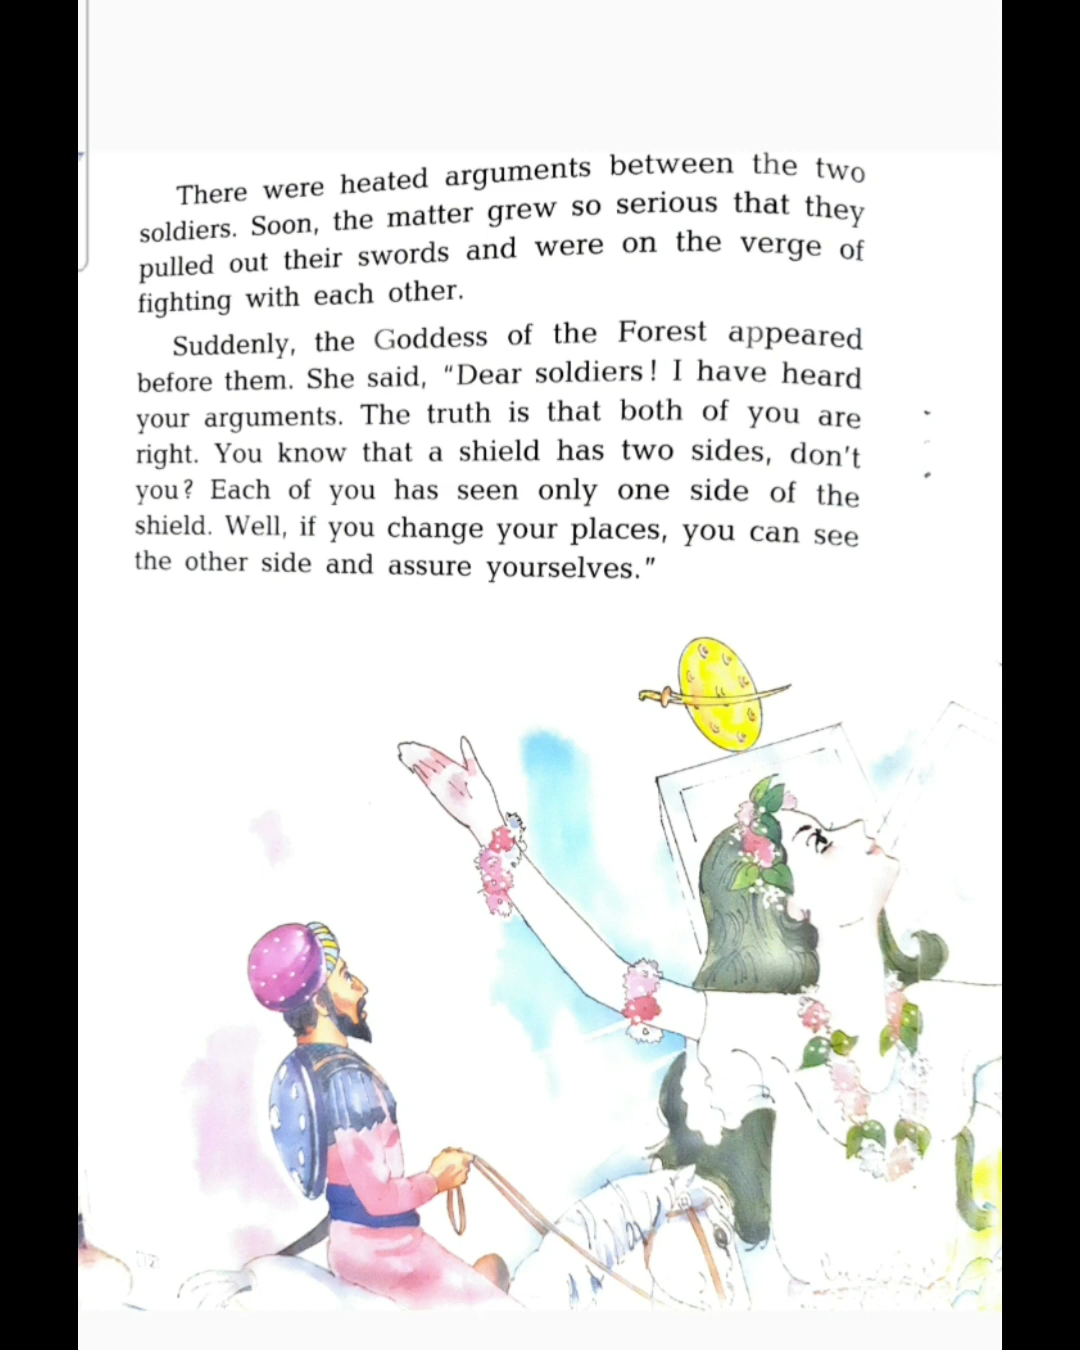 There were heated arguments between the two
soldiers. Soon, the matter grew so serious that they
pulled out their swords and were on the verge of
fighting with each other.
Suddenly, the Goddess of the Forest appeared
before them. She said, "Dear soldiers! I have heard
your arguments. The truth is that both of you are
right. You know that a shield has two sides, don't
you? Each of you has seen only one side of the
shield. Well, if you change your places, you can see
the other side and assure yourselves."